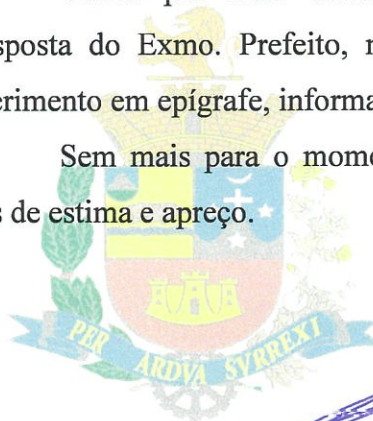 sposta do Exmo. Prefeito, n
erimento em epígrafe, informa
Sem mais para o mome
s de estima e apreço.
PER ARDVA SVRREXI